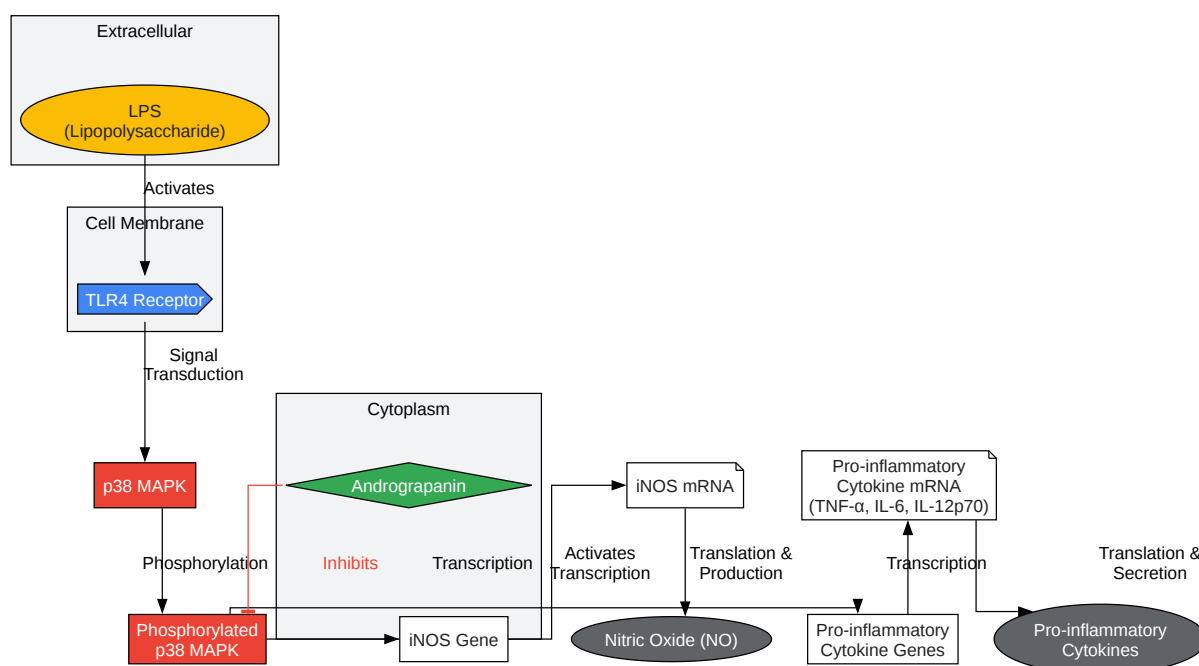 Extracellular
LPS
(Lipopolysaccharide)
Activates
Cell Membrane
TLR4 Receptor
Signal
Transduction
Cytoplasm
p38 MAPK
Andrograpanin
iNOS mRNA
Pro-inflammatory
Cytokine mRNA
(TNF-α, IL-6, IL-12p70)
Phosphorylation
Inhibits
Transcription
Activates
Transcription
Translation &
Production
Transcription
Translation &
Secretion
Phosphorylated
p38 MAPK
iNOS Gene
Nitric Oxide (NO)
Pro-inflammatory
Cytokine Genes
Pro-inflammatory
Cytokines